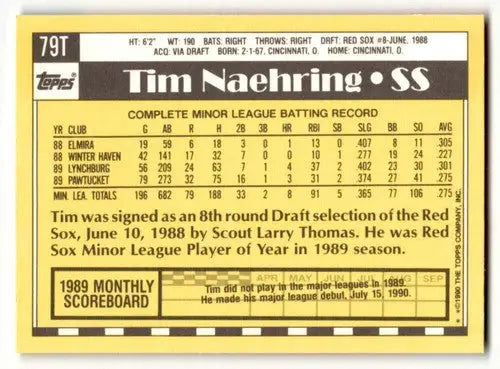 79T
HT: 6'2" WT: 190 BATS: RIGHT THROWS: RIGHT DRFT: RED SOX #8-JUNE, 1988
ACQ: VIA DRAFT BORN: 2-1-67, CINCINNATI, O. HOME: CINCINNATI, O.
Topps
Tim Naehring • SS
COMPLETE MINOR LEAGUE BATTING RECORD
YR CLUB G AB R H 2B 3B HR RBI SB SLG BB SO AVG
88 ELMIRA 19 59 6 18 3 0 1 13 0 .407 8 11 .305
88 WINTER HAVEN 42 141 17 32 7 0 0 10 1 .277 19 24 .227
89 LYNCHBURG 56 209 24 63 7 1 4 37 2 .402 23 30 .301
89 PAWTUCKET 79 273 32 75 16 1 3 31 2 .374 27 41 .275
MIN. LEA. TOTALS 196 682 79 188 33 2 8 91 5 .365 77 106 .275
Tim was signed as an 8th round Draft selection of the Red
Sox, June 10, 1988 by Scout Larry Thomas. He was Red
Sox Minor League Player of Year in 1989 season.
1989 MONTHLY
SCOREBOARD
APR MAY JUN JUL AUG SEP
Tim did not play in the major leagues in 1989.
He made his major league debut, July 15, 1990.
* * ©1990 THE TOPPS COMPANY, INC.